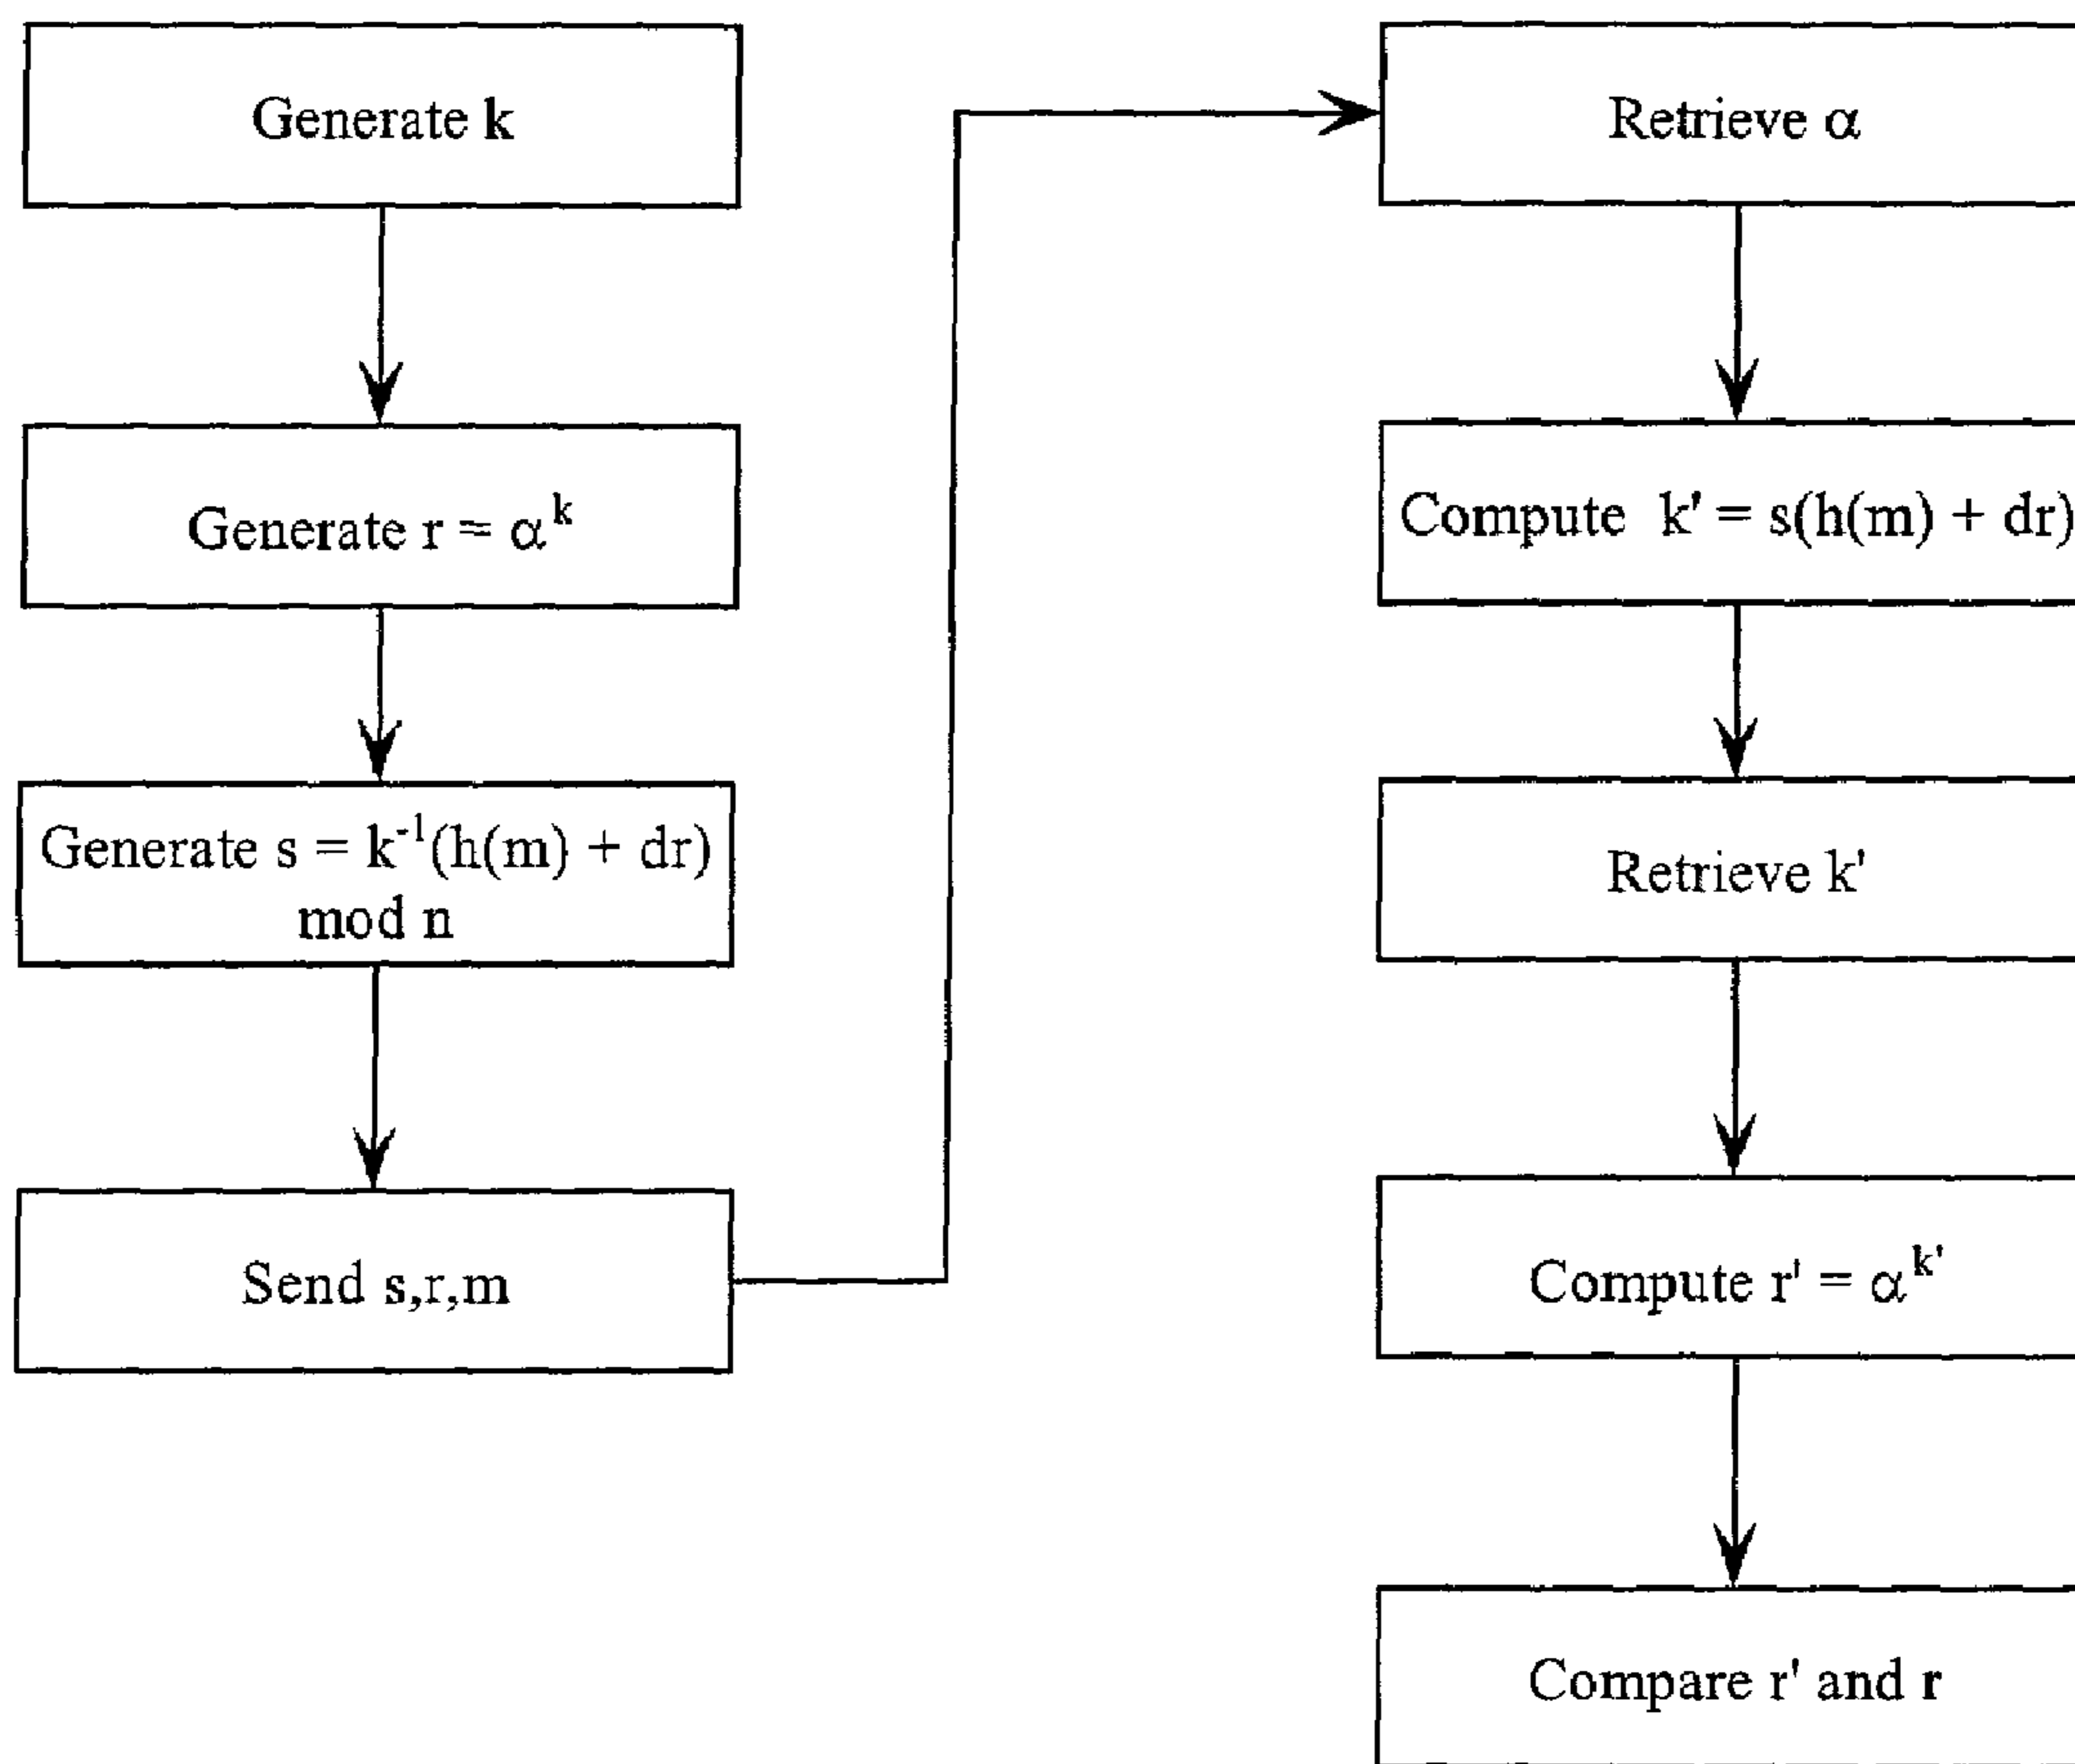 Generate k
Generate r = α^k
Generate s = k^-1(h(m) + dr)
mod n
Send s,r,m
Retrieve α
Compute k' = s(h(m) + dr)
Retrieve k'
Compute r' = α^k'
Compare r' and r